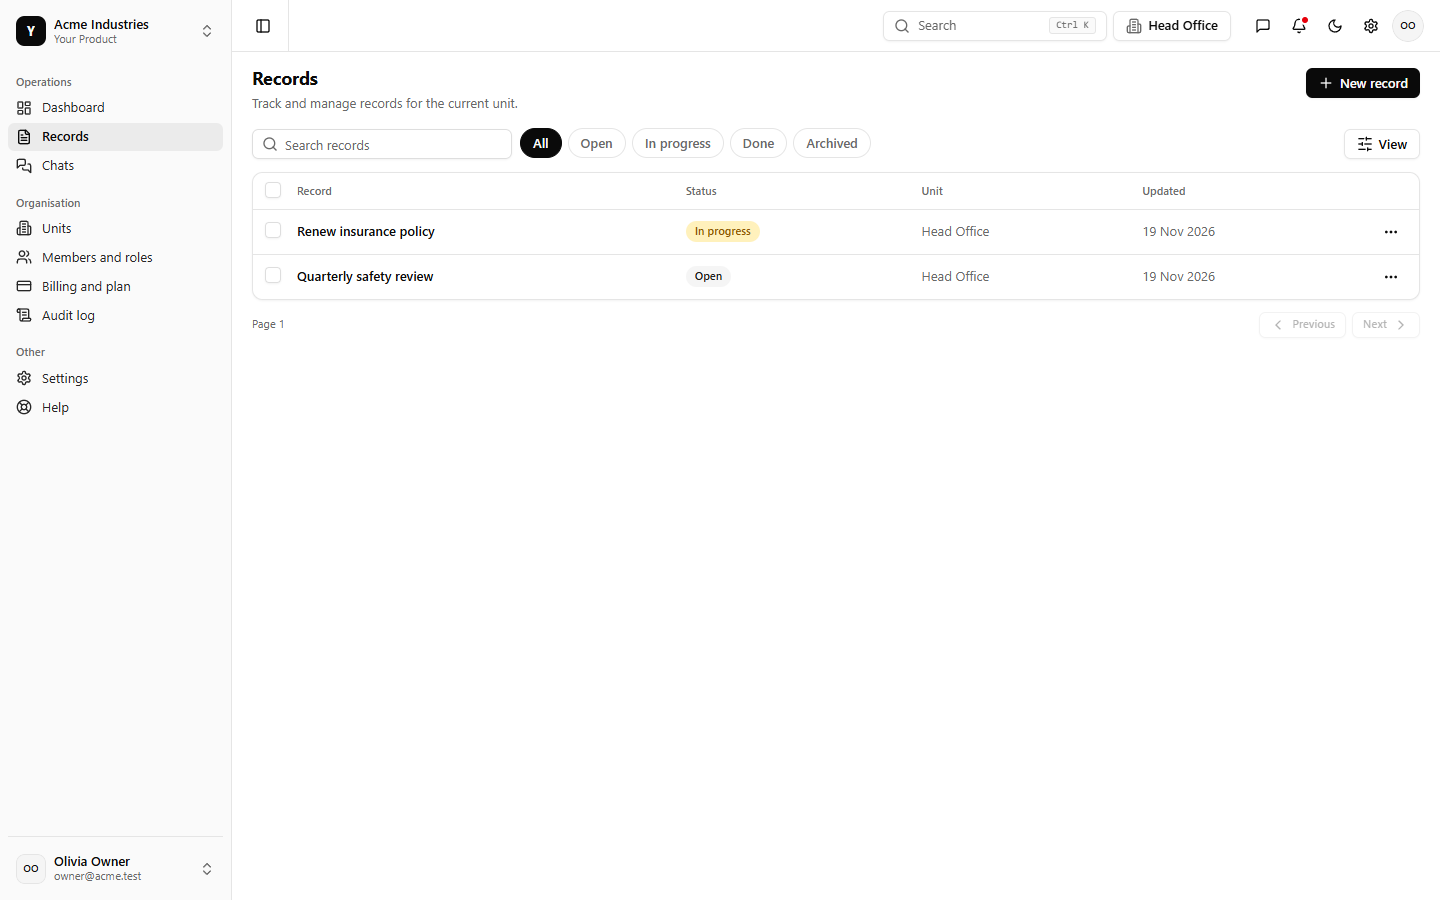 Y
Acme Industries
Your Product
Operations
Dashboard
Records
Chats
Organisation
Units
Members and roles
Billing and plan
Audit log
Other
Settings
Help
OO
Olivia Owner
owner@acme.test
Search
Ctrl K
Head Office
OO
Records
Track and manage records for the current unit.
New record
Search records
All
Open
In progress
Done
Archived
View
Record Status Unit Updated
Renew insurance policy In progress Head Office 19 Nov 2026
Quarterly safety review Open Head Office 19 Nov 2026
Page 1
Previous
Next